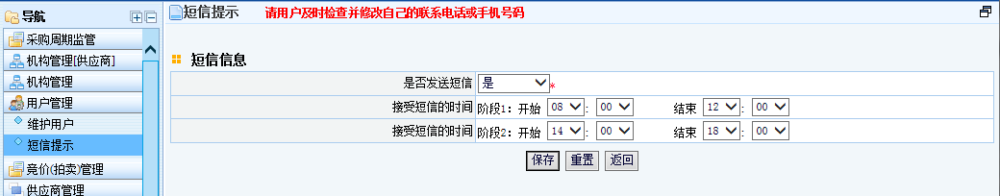 导航
采购周期监管
机构管理[供应商]
机构管理
用户管理
维护用户
短信提示
竞价(拍卖)管理
供应商管理
短信提示 请用户及时检查并修改自己的联系电话或手机号码
短信信息
是否发送短信 是 *
接受短信的时间 阶段1: 开始 08 : 00 结束 12 : 00
接受短信的时间 阶段2: 开始 14 : 00 结束 18 : 00
保存 重置 返回